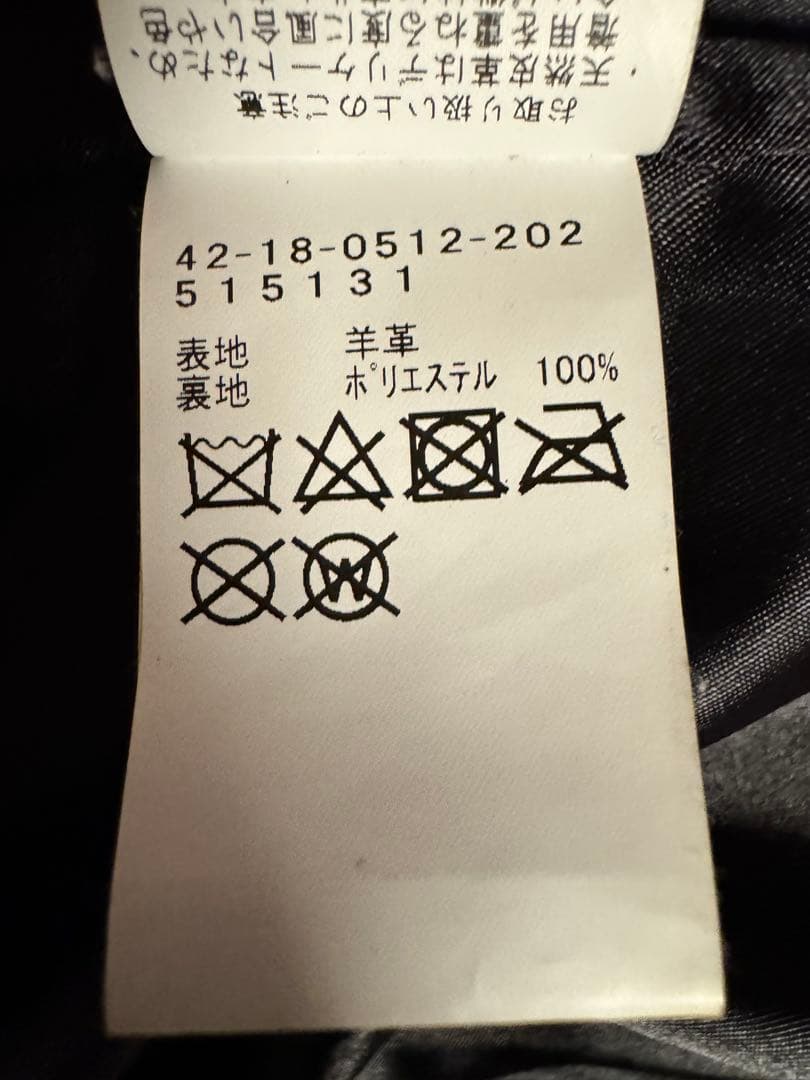 お取り扱い上のご注意
・天然皮革はデリケートなため、
着用を重ねる度に風合いや色
42-18-0512-202
515131
表地 羊革
裏地 ポリエステル 100%
W